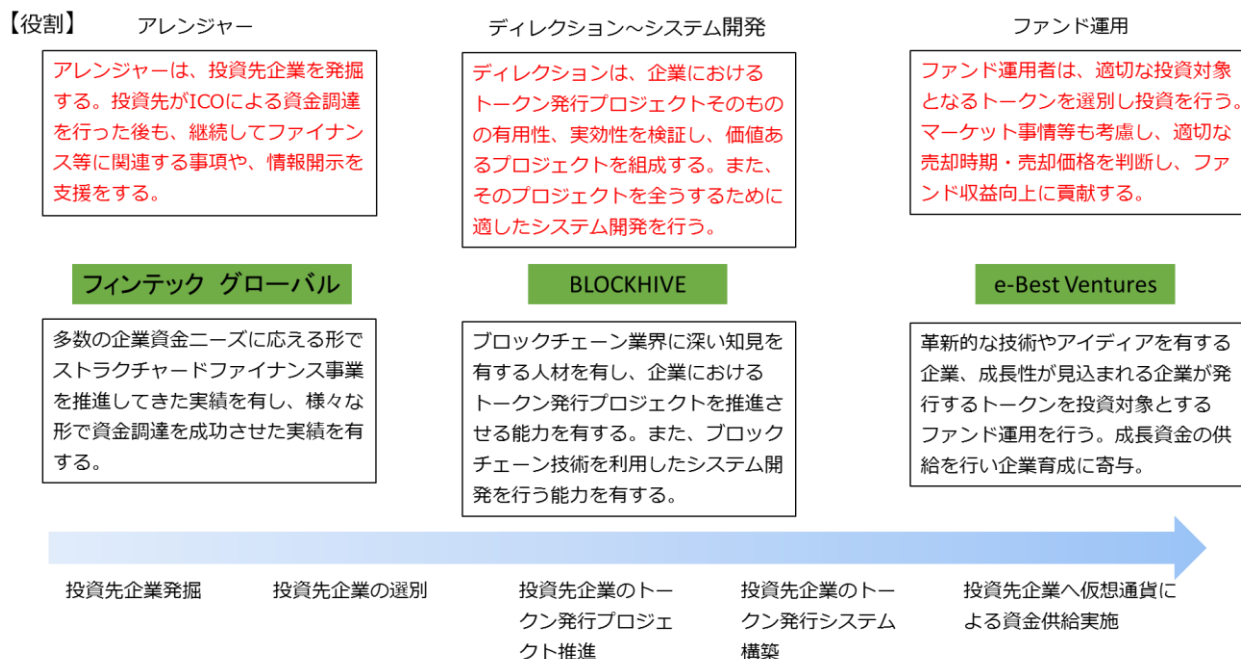 【役割】
アレンジャー
ディレクション～システム開発
ファンド運用
アレンジャーは、投資先企業を発掘
する。投資先がICOによる資金調達
を行った後も、継続してファイナン
ス等に関連する事項や、情報開示を
支援をする。
ディレクションは、企業における
トークン発行プロジェクトそのもの
の有用性、実効性を検証し、価値あ
るプロジェクトを組成する。また、
そのプロジェクトを全うするために
適したシステム開発を行う。
ファンド運用者は、適切な投資対象
となるトークンを選別し投資を行う。
マーケット事情等も考慮し、適切な
売却時期・売却価格を判断し、ファ
ンド収益向上に貢献する。
フィンテック グローバル
BLOCKHIVE
e-Best Ventures
多数の企業資金ニーズに応える形で
ストラクチャードファイナンス事業
を推進してきた実績を有し、様々な
形で資金調達を成功させた実績を有
する。
ブロックチェーン業界に深い知見を
有する人材を有し、企業における
トークン発行プロジェクトを推進さ
せる能力を有する。また、ブロック
チェーン技術を利用したシステム開
発を行う能力を有する。
革新的な技術やアイディアを有する
企業、成長性が見込まれる企業が発
行するトークンを投資対象とする
ファンド運用を行う。成長資金の供
給を行い企業育成に寄与。
投資先企業発掘
投資先企業の選別
投資先企業のトー
クン発行プロジェ
クト推進
投資先企業のトー
クン発行システム
構築
投資先企業へ仮想通貨に
よる資金供給実施